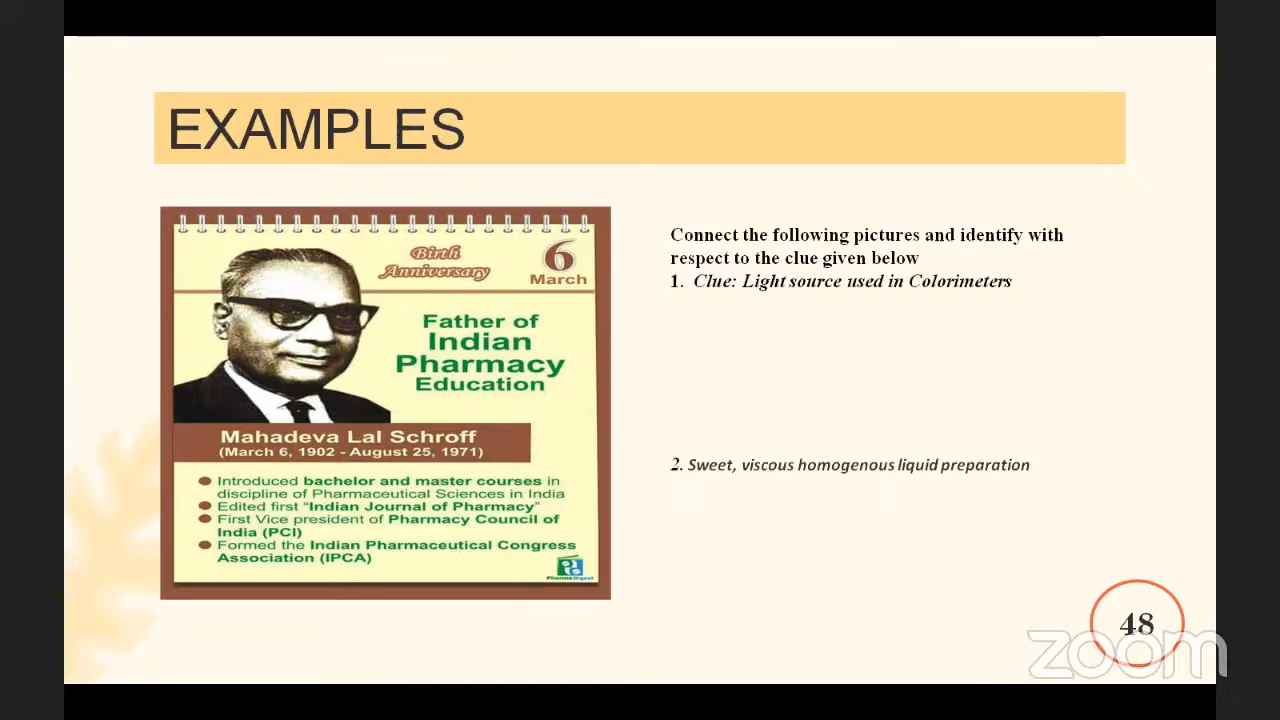 EXAMPLES
Birth
Anniversary
6
March
Father of
Indian
Pharmacy
Education
Mahadeva Lal Schroff
(March 6, 1902 - August 25, 1971)
Introduced bachelor and master courses in
discipline of Pharmaceutical Sciences in India
Edited first "Indian Journal of Pharmacy"
First Vice president of Pharmacy Council of
India (PCI)
Formed the Indian Pharmaceutical Congress
Association (IPCA)
Pharma Digest
Connect the following pictures and identify with
respect to the clue given below
1. Clue: Light source used in Colorimeters
2. Sweet, viscous homogenous liquid preparation
48
zoom